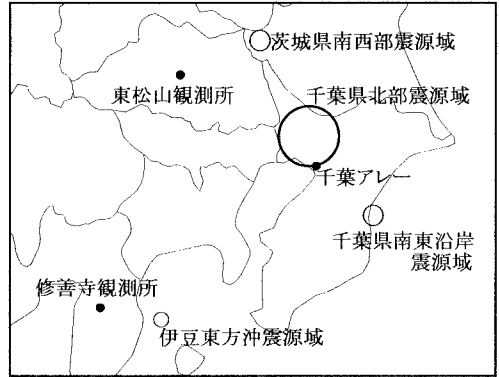 茨城県南西部震源域
東松山観測所
千葉県北部震源域
千葉アレー
千葉県南東沿岸
震源域
修善寺観測所
伊豆東方沖震源域